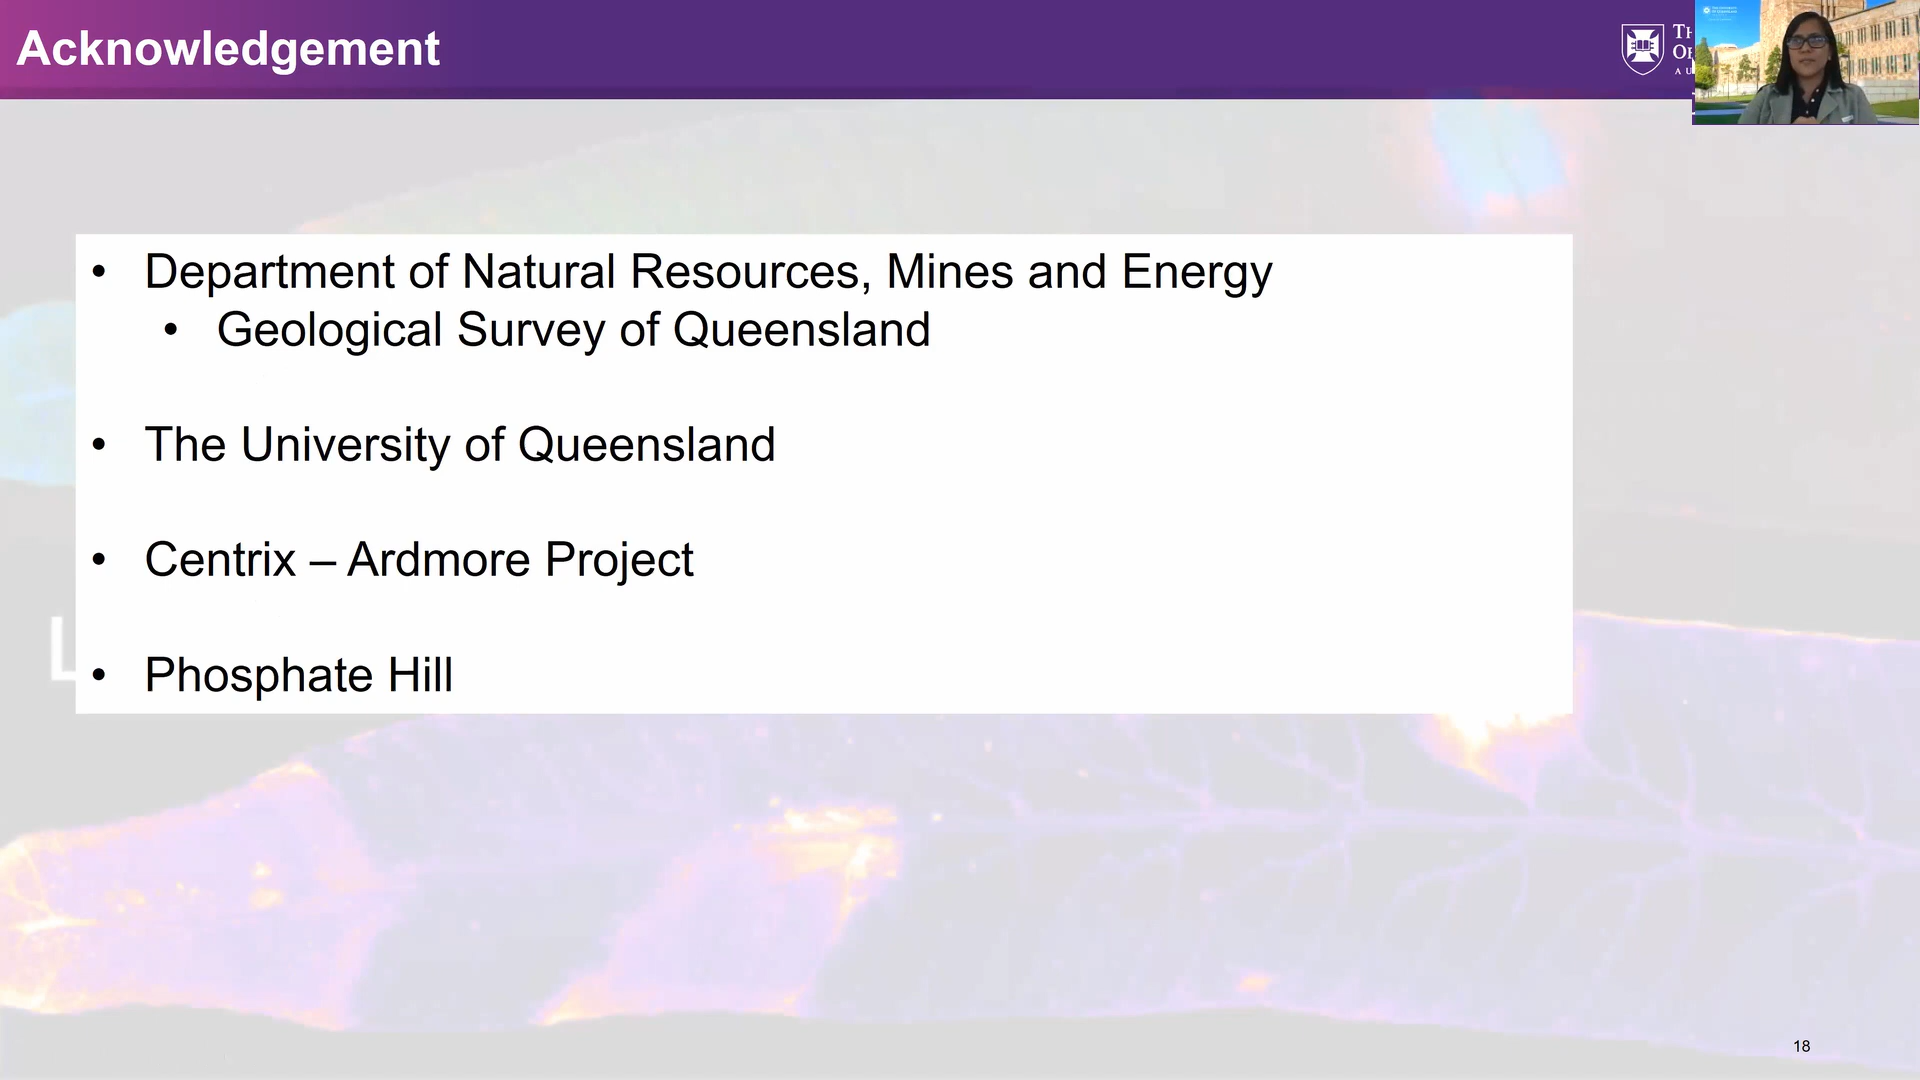 Acknowledgement
• Department of Natural Resources, Mines and Energy
• Geological Survey of Queensland
• The University of Queensland
• Centrix – Ardmore Project
• Phosphate Hill
L
18